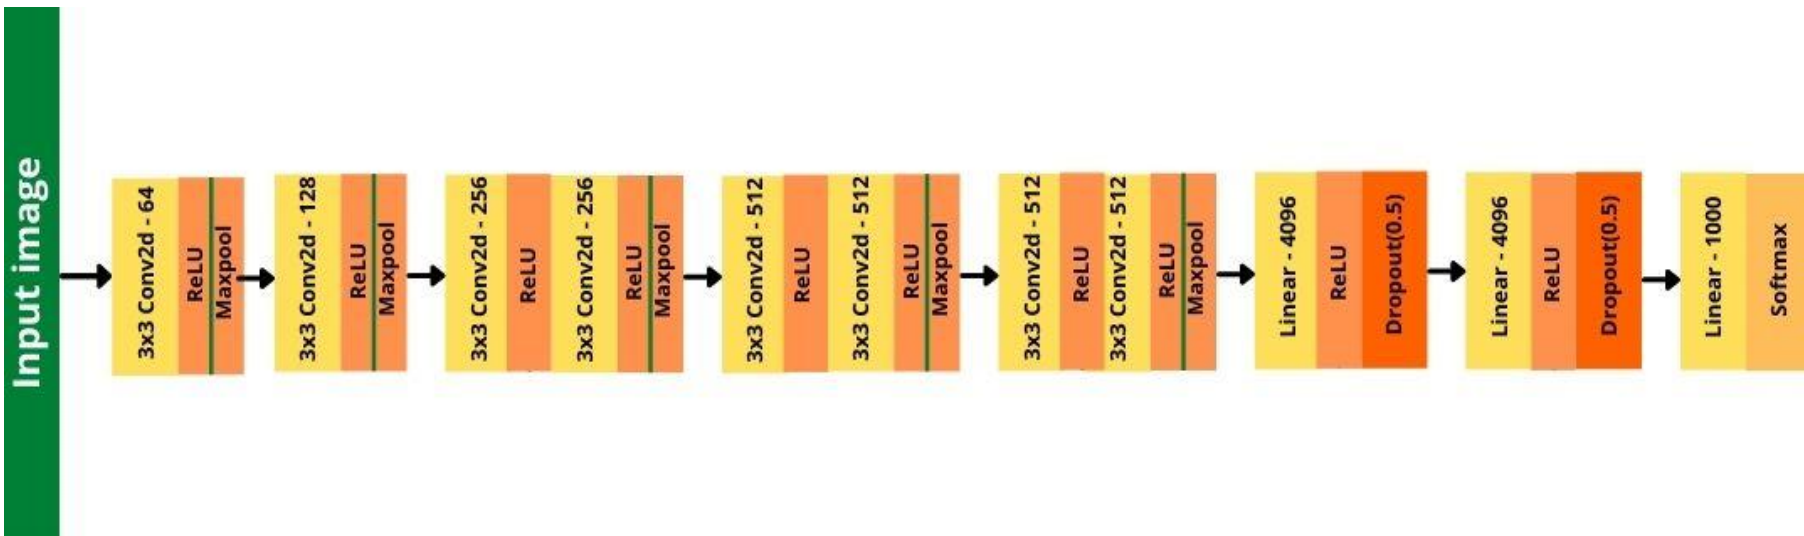 Input image
3x3 Conv2d - 64
ReLU
Maxpool
3x3 Conv2d - 128
ReLU
Maxpool
3x3 Conv2d - 256
ReLU
3x3 Conv2d - 256
ReLU
Maxpool
3x3 Conv2d - 512
ReLU
3x3 Conv2d - 512
ReLU
Maxpool
3x3 Conv2d - 512
ReLU
3x3 Conv2d - 512
ReLU
Maxpool
Linear - 4096
ReLU
Dropout(0.5)
Linear - 4096
ReLU
Dropout(0.5)
Linear - 1000
Softmax